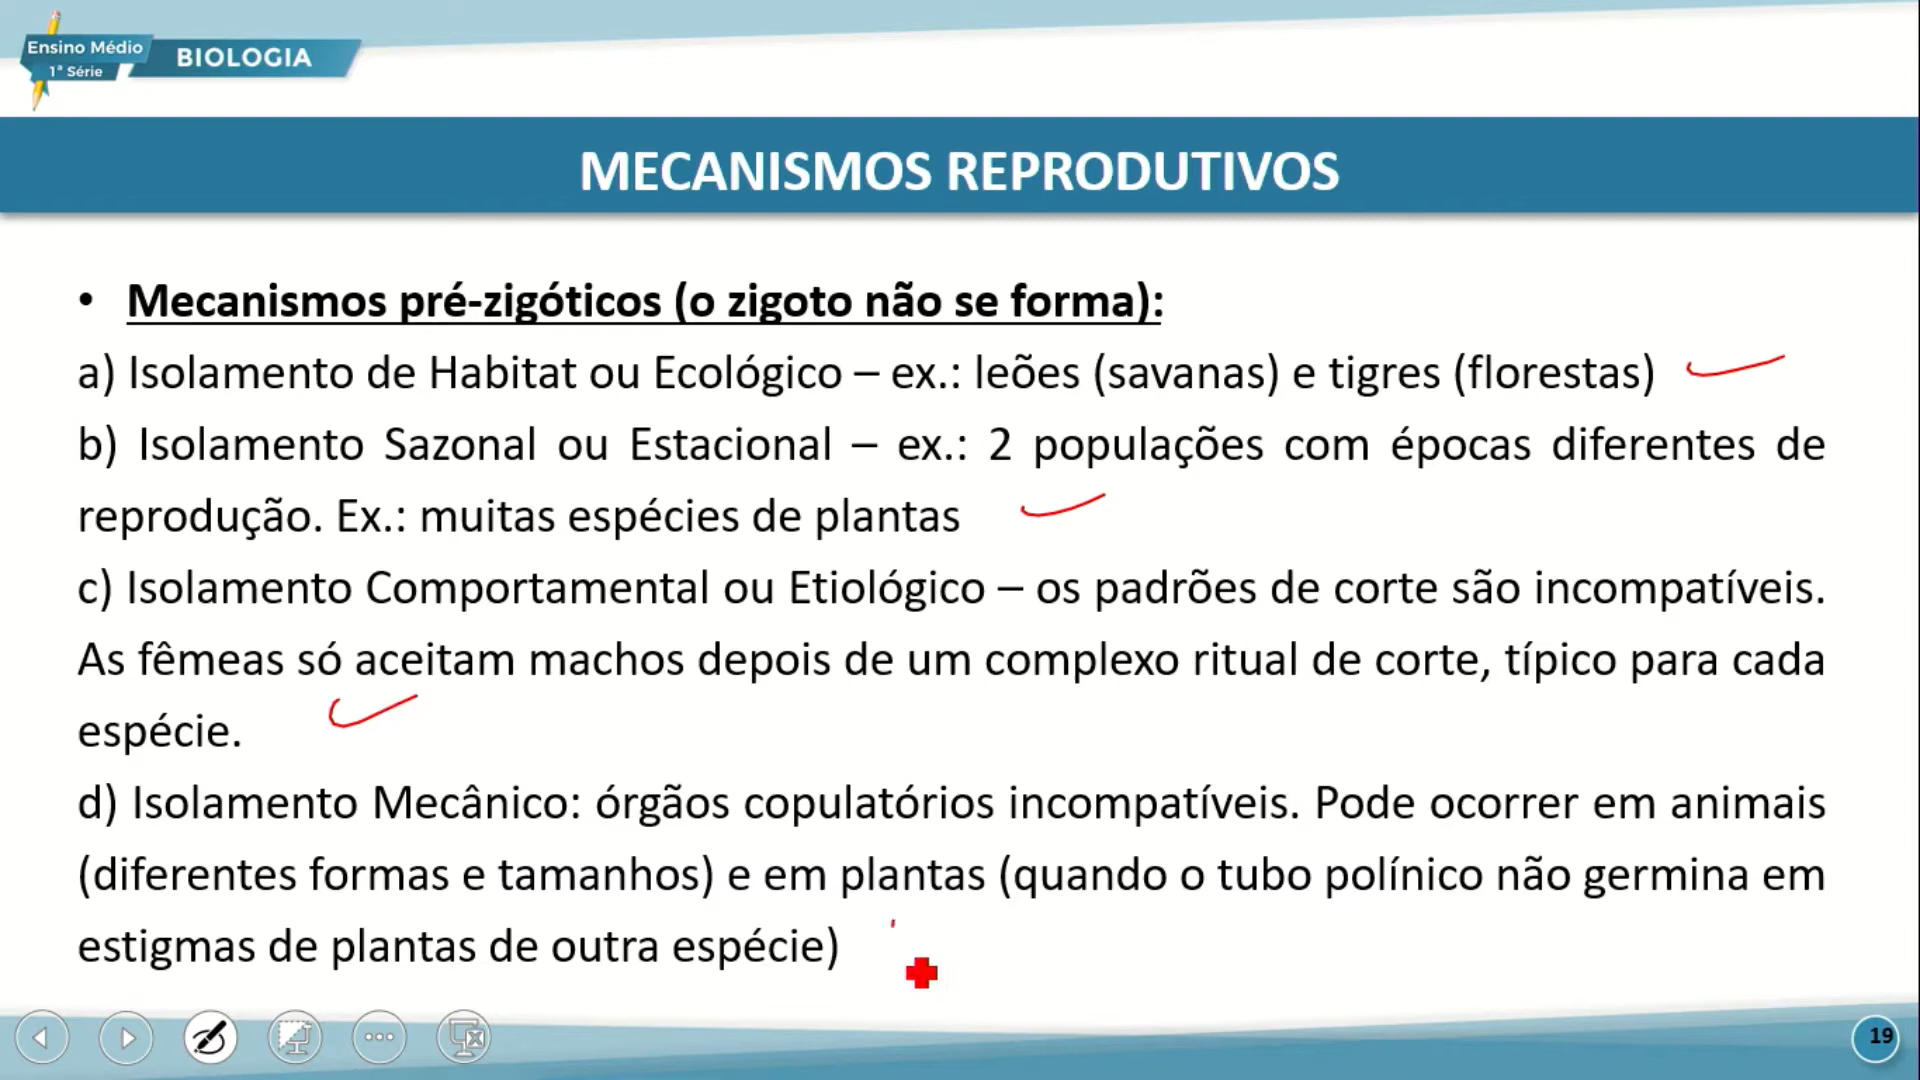 Ensino Médio
1ª Série
BIOLOGIA
MECANISMOS REPRODUTIVOS
• Mecanismos pré-zigóticos (o zigoto não se forma):
a) Isolamento de Habitat ou Ecológico – ex.: leões (savanas) e tigres (florestas)
b) Isolamento Sazonal ou Estacional – ex.: 2 populações com épocas diferentes de
reprodução. Ex.: muitas espécies de plantas
c) Isolamento Comportamental ou Etiológico – os padrões de corte são incompatíveis.
As fêmeas só aceitam machos depois de um complexo ritual de corte, típico para cada
espécie.
d) Isolamento Mecânico: órgãos copulatórios incompatíveis. Pode ocorrer em animais
(diferentes formas e tamanhos) e em plantas (quando o tubo polínico não germina em
estigmas de plantas de outra espécie)
19